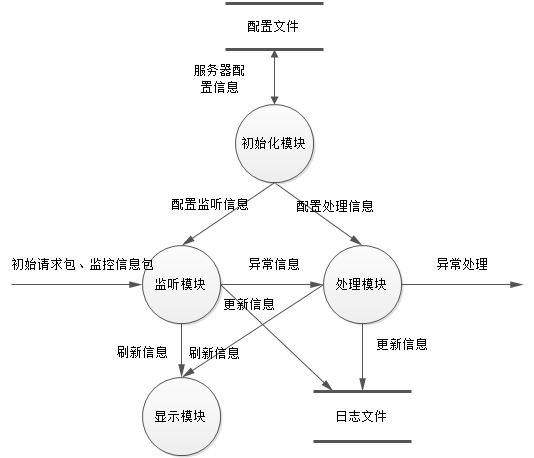 配置文件
服务器配
置信息
初始化模块
配置监听信息
配置处理信息
初始请求包、监控信息包
监听模块
异常信息
处理模块
异常处理
更新信息
刷新信息
刷新信息
更新信息
显示模块
日志文件